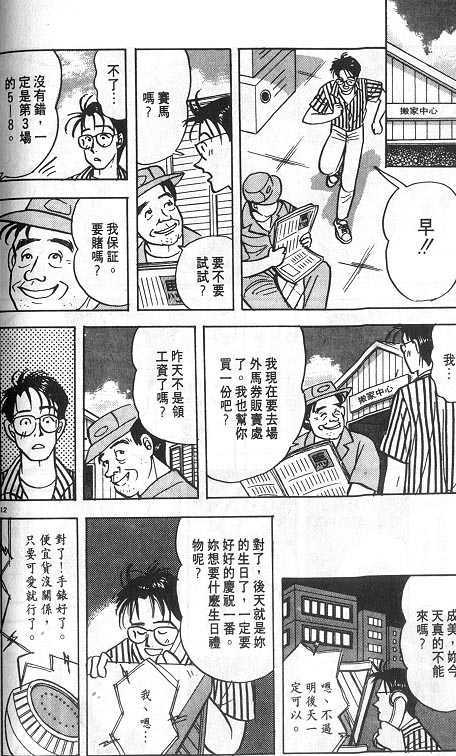 搬家中心
早!!
賽馬
嗎?
要不要
試試?
不了…
沒有錯,一
定是第3場
的5-8。
我保証。
要賭嗎?
我…
搬家中心
我現在要去場
外馬券販賣處
了。我也幫你
買一份吧?
昨天不是領
工資了嗎?
成美,妳今
天真的不能
來嗎?
嗯、不過
明後天一
定可以。
對了,後天就是妳
的生日了,一定要
好好的慶祝一番。
妳想要什麼生日禮
物呢?
我、嗯…
對了!手錶好了。
便宜貨沒關係,
只要可愛就行了。
12